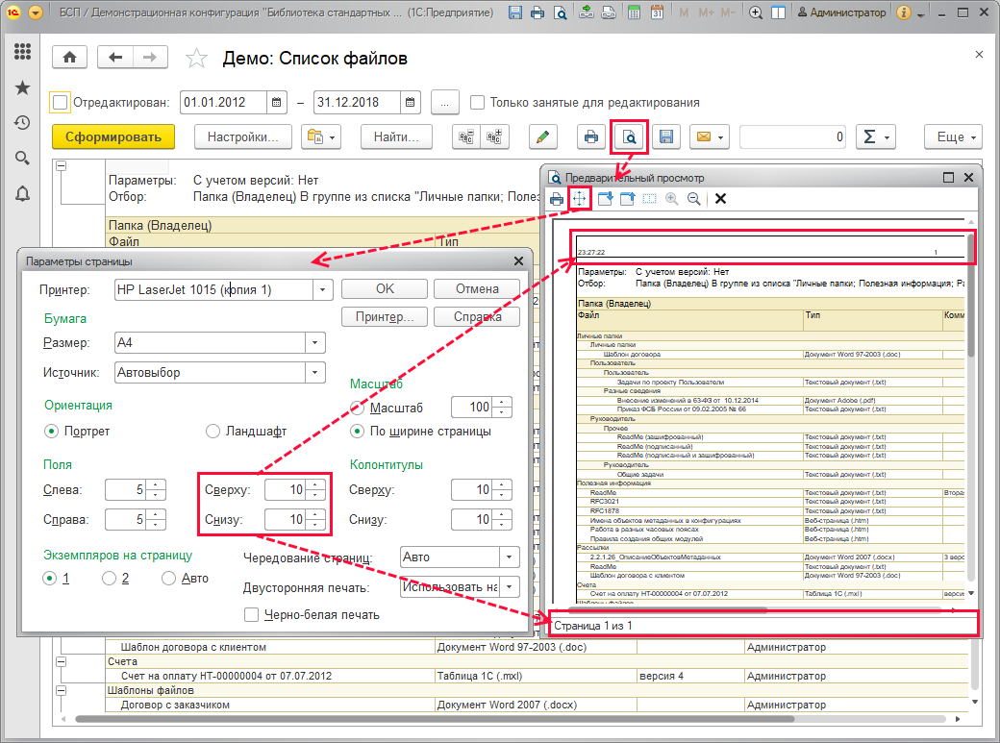 БСП / Демонстрационная конфигурация "Библиотека стандартных ... (1С:Предприятие)
М М+ М- Администратор
Демо: Список файлов
Отредактирован: 01.01.2012 – 31.12.2018 ... Только занятые для редактирования
Сформировать Настройки... Найти... 0 Σ Еще
Параметры: С учетом версий: Нет
Отбор: Папка (Владелец) В группе из списка "Личные папки; Полез
Папка (Владелец)
Файл Тип
Предварительный просмотр
23:27:22 1
Параметры: С учетом версий: Нет
Отбор: Папка (Владелец) В группе из списка "Личные папки; Полезная информация; Ра
Папка (Владелец)
Файл Тип Комм
Личные папки
Личные папки
Шаблон договора Документ Word 97-2003 (.doc)
Пользователь
Пользователь
Задачи по проекту Пользователи Текстовый документ (.txt)
Разные сведения
Внесение изменений в 63-ФЗ от 10.12.2014 Документ Adobe (.pdf)
Приказ ФСБ России от 09.02.2005 № 66 Текстовый документ (.txt)
Руководитель
Прочее
ReadMe (зашифрованный) Текстовый документ (.txt)
ReadMe (подписанный) Текстовый документ (.txt)
ReadMe (подписанный и зашифрованный) Текстовый документ (.txt)
Руководитель
Общие задачи Текстовый документ (.txt)
Полезная информация
ReadMe Текстовый документ (.txt) Втора
RFC3021 Текстовый документ (.txt)
RFC1878 Текстовый документ (.txt)
Имена объектов метаданных в конфигурациях Веб-страница (.htm)
Работа в разных часовых поясах Веб-страница (.htm)
Правила создания общих модулей Веб-страница (.htm)
Рассылки
2.2.1.26_ОписаниеОбъектовМетаданных Документ Word 2007 (.docx) 3 верс
ReadMe Текстовый документ (.txt)
Шаблон договора с клиентом Документ Word 97-2003 (.doc)
Счета
Счет на оплату НТ-00000004 от 07.07.2012 Таблица 1С (.mxl) версия
Шаблоны файлов
Страница 1 из 1
Параметры страницы
Принтер: HP LaserJet 1015 (копия 1) OK Отмена
Бумага Принтер... Справка
Размер: A4
Источник: Автовыбор
Масштаб
Ориентация Масштаб 100
Портрет Ландшафт По ширине страницы
Поля Колонтитулы
Слева: 5 Сверху: 10 Сверху: 10
Справа: 5 Снизу: 10 Снизу: 10
Экземпляров на страницу Чередование страниц: Авто
1 2 Авто
Двусторонняя печать: Использовать на
Черно-белая печать
Шаблон договора с клиентом Документ Word 97-2003 (.doc) Администратор
Счета
Счет на оплату НТ-00000004 от 07.07.2012 Таблица 1С (.mxl) версия 4 Администратор
Шаблоны файлов
Договор с заказчиком Документ Word 2007 (.docx) Администратор